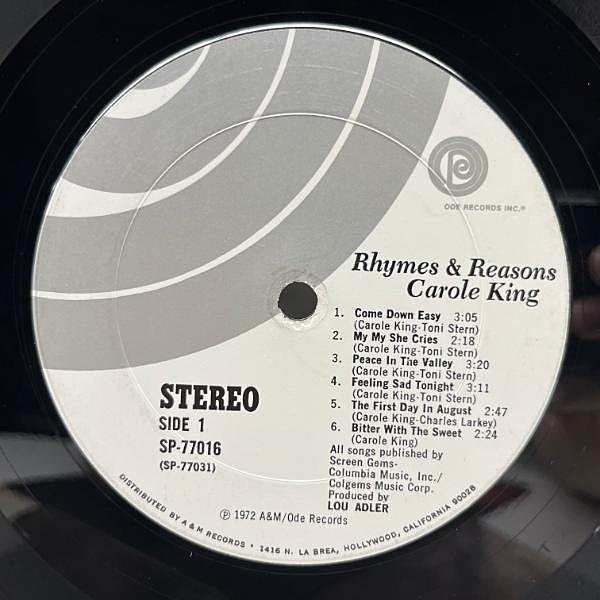 ODE RECORDS INC.®
Rhymes & Reasons
Carole King
1. Come Down Easy 3:05
(Carole King-Toni Stern)
2. My My She Cries 2:18
(Carole King-Toni Stern)
3. Peace In The Valley 3:20
(Carole King-Toni Stern)
4. Feeling Sad Tonight 3:11
(Carole King-Toni Stern)
5. The First Day In August 2:47
(Carole King-Charles Larkey)
6. Bitter With The Sweet 2:24
(Carole King)
All songs published by
Screen Gems-
Columbia Music, Inc./
Colgems Music Corp.
Produced by
LOU ADLER
STEREO
SIDE 1
SP-77016
(SP-77031)
℗ 1972 A&M/Ode Records
DISTRIBUTED BY A & M RECORDS • 1416 N. LA BREA, HOLLYWOOD, CALIFORNIA 90028